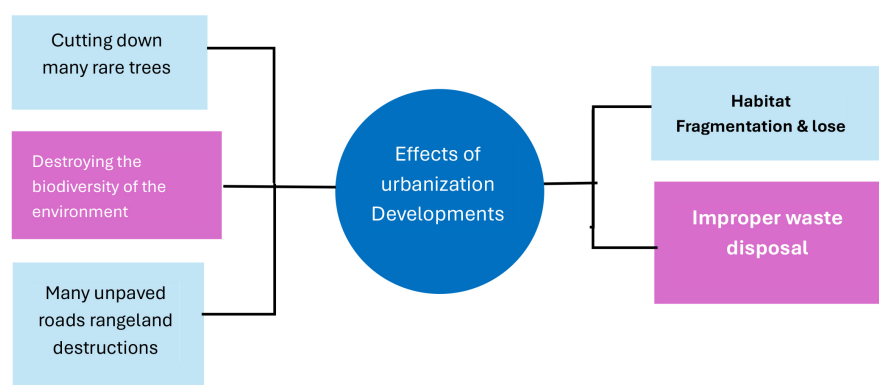 Cutting down
many rare trees
Destroying the
biodiversity of the
environment
Many unpaved
roads rangeland
destructions
Effects of
urbanization
Developments
Habitat
Fragmentation & lose
Improper waste
disposal